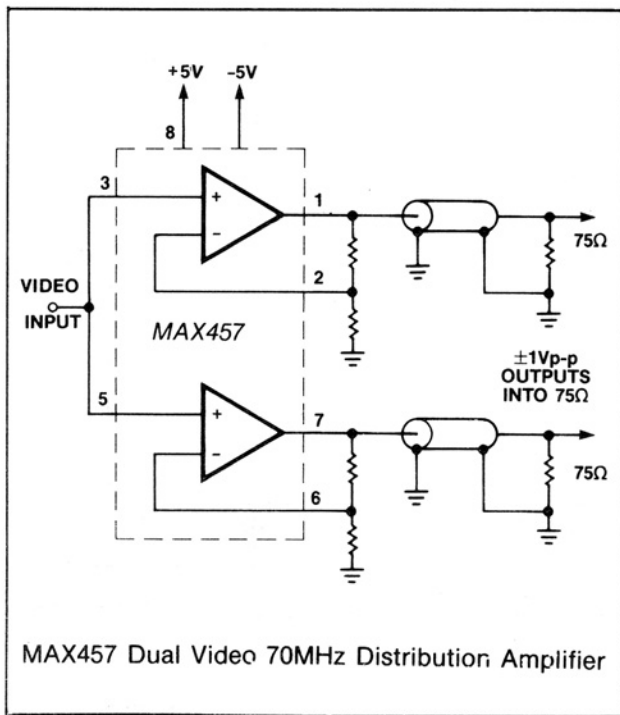 +5V
-5V
8
3
1
2
75Ω
VIDEO
INPUT
MAX457
±1Vp-p
OUTPUTS
INTO 75Ω
5
7
6
75Ω
+
−
+
−
MAX457 Dual Video 70MHz Distribution Amplifier